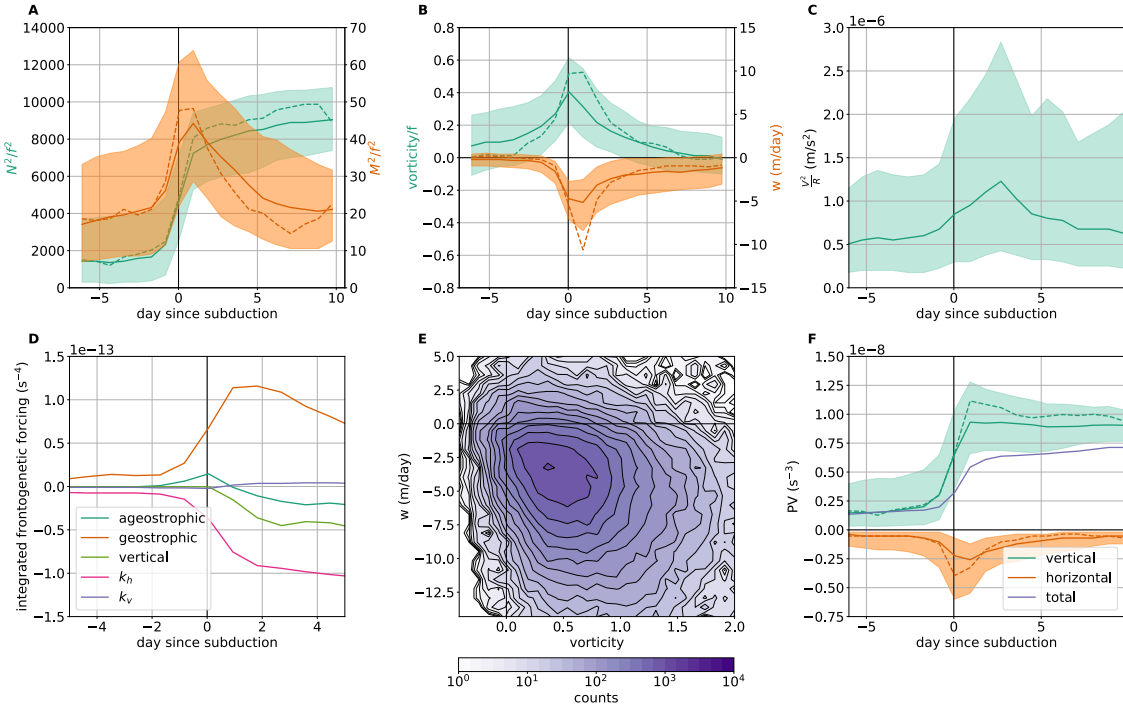 A
B
C
14000
12000
10000
8000
6000
4000
2000
0
N²/f²
70
60
50
40
30
20
10
0
M²/f²
−5
0
5
10
day since subduction
0.8
0.6
0.4
0.2
0.0
−0.2
−0.4
−0.6
−0.8
vorticity/f
15
10
5
0
−5
−10
−15
w (m/day)
−5
0
5
10
day since subduction
1e−6
3.0
2.5
2.0
1.5
1.0
0.5
0.0
V²/R (m/s²)
−5
0
5
day since subduction
D
E
F
1e−13
1.5
1.0
0.5
0.0
−0.5
−1.0
−1.5
integrated frontogenetic forcing (s⁻⁴)
ageostrophic
geostrophic
vertical
k_h
k_v
−4
−2
0
2
4
day since subduction
5.0
2.5
0.0
−2.5
−5.0
−7.5
−10.0
−12.5
w (m/day)
0.0
0.5
1.0
1.5
2.0
vorticity
10⁰
10¹
10²
10³
10⁴
counts
1e−8
1.25
1.00
0.75
0.50
0.25
0.00
−0.25
−0.50
−0.75
PV (s⁻³)
vertical
horizontal
total
−5
0
5
day since subduction